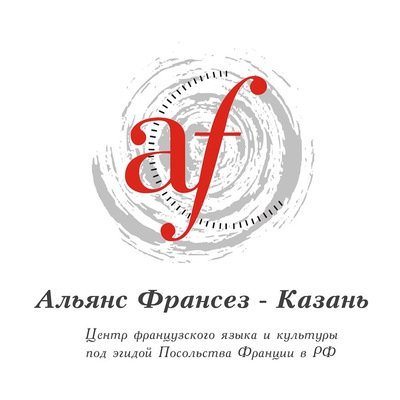 af
Альянс Франсез - Казань
Центр французского языка и культуры
под эгидой Посольства Франции в РФ